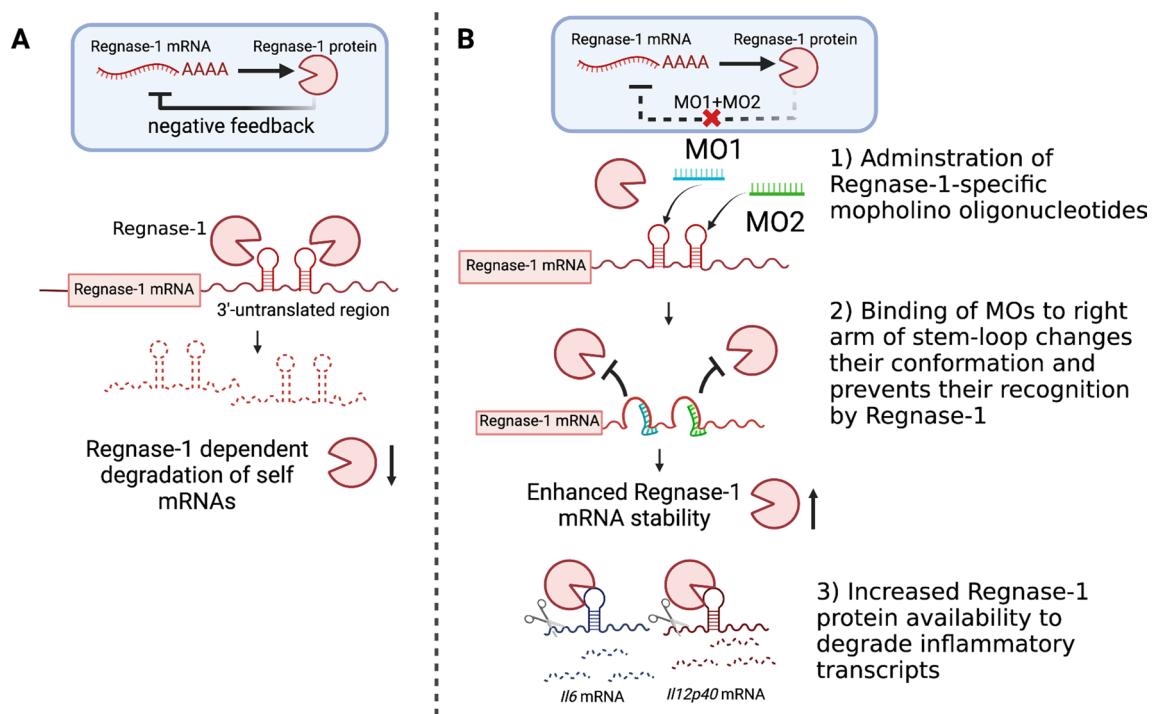 A
Regnase-1 mRNA
Regnase-1 protein
AAAA
negative feedback
Regnase-1
Regnase-1 mRNA
3'-untranslated region
Regnase-1 dependent
degradation of self
mRNAs
B
Regnase-1 mRNA
Regnase-1 protein
AAAA
MO1+MO2
MO1
MO2
Regnase-1 mRNA
1) Adminstration of
Regnase-1-specific
mopholino oligonucleotides
Regnase-1 mRNA
2) Binding of MOs to right
arm of stem-loop changes
their conformation and
prevents their recognition
by Regnase-1
Enhanced Regnase-1
mRNA stability
3) Increased Regnase-1
protein availability to
degrade inflammatory
transcripts
Il6 mRNA
Il12p40 mRNA